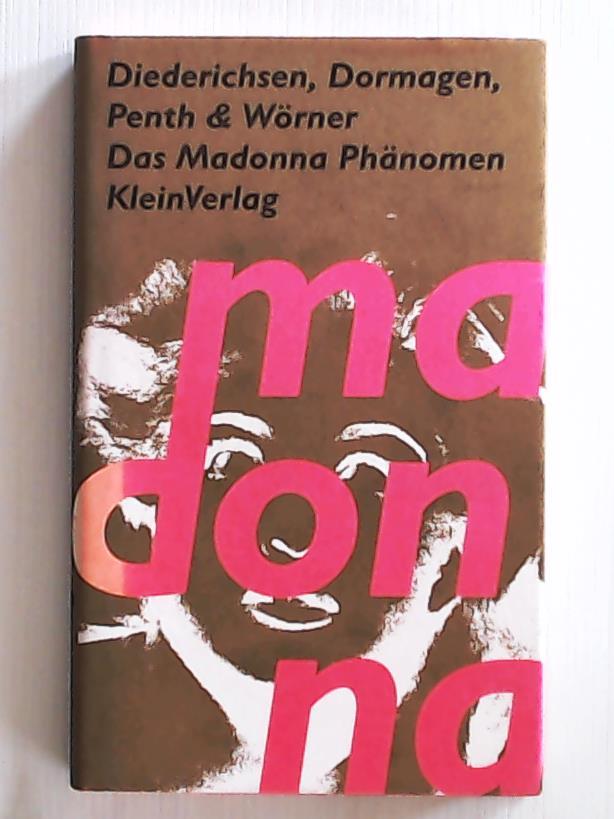 Diederichsen, Dormagen,
Penth & Wörner
Das Madonna Phänomen
KleinVerlag
ma
don
na